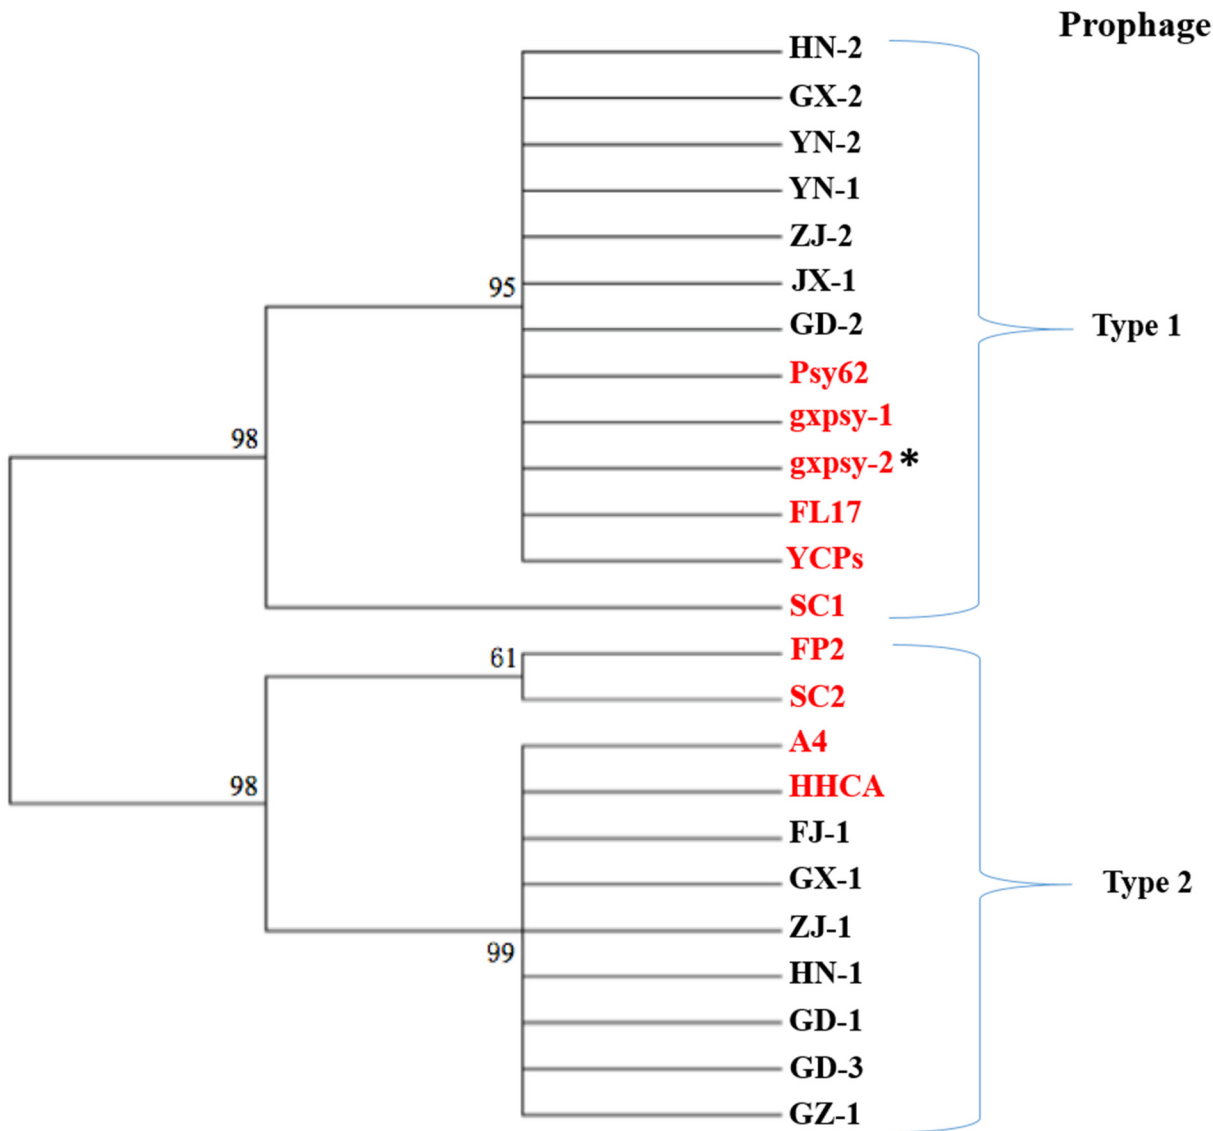 Prophage
HN-2
GX-2
YN-2
YN-1
ZJ-2
JX-1
95
GD-2
Type 1
Psy62
gxpsy-1
98
gxpsy-2*
FL17
YCPs
SC1
FP2
61
SC2
A4
98
HHCA
FJ-1
GX-1
Type 2
ZJ-1
99
HN-1
GD-1
GD-3
GZ-1